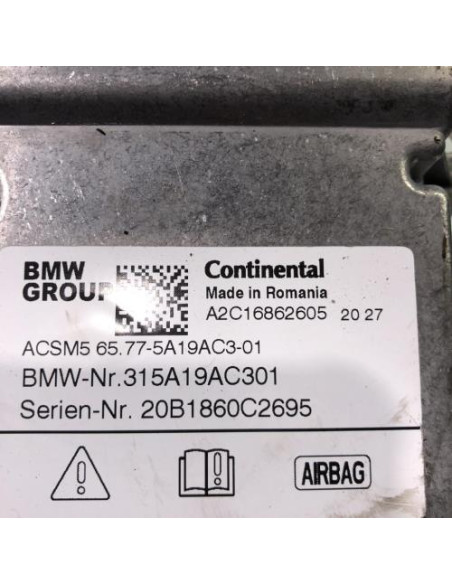 BMW
GROUP
Continental
Made in Romania
A2C16862605 20 27
ACSM5 65.77-5A19AC3-01
BMW-Nr.315A19AC301
Serien-Nr. 20B1860C2695
AIRBAG